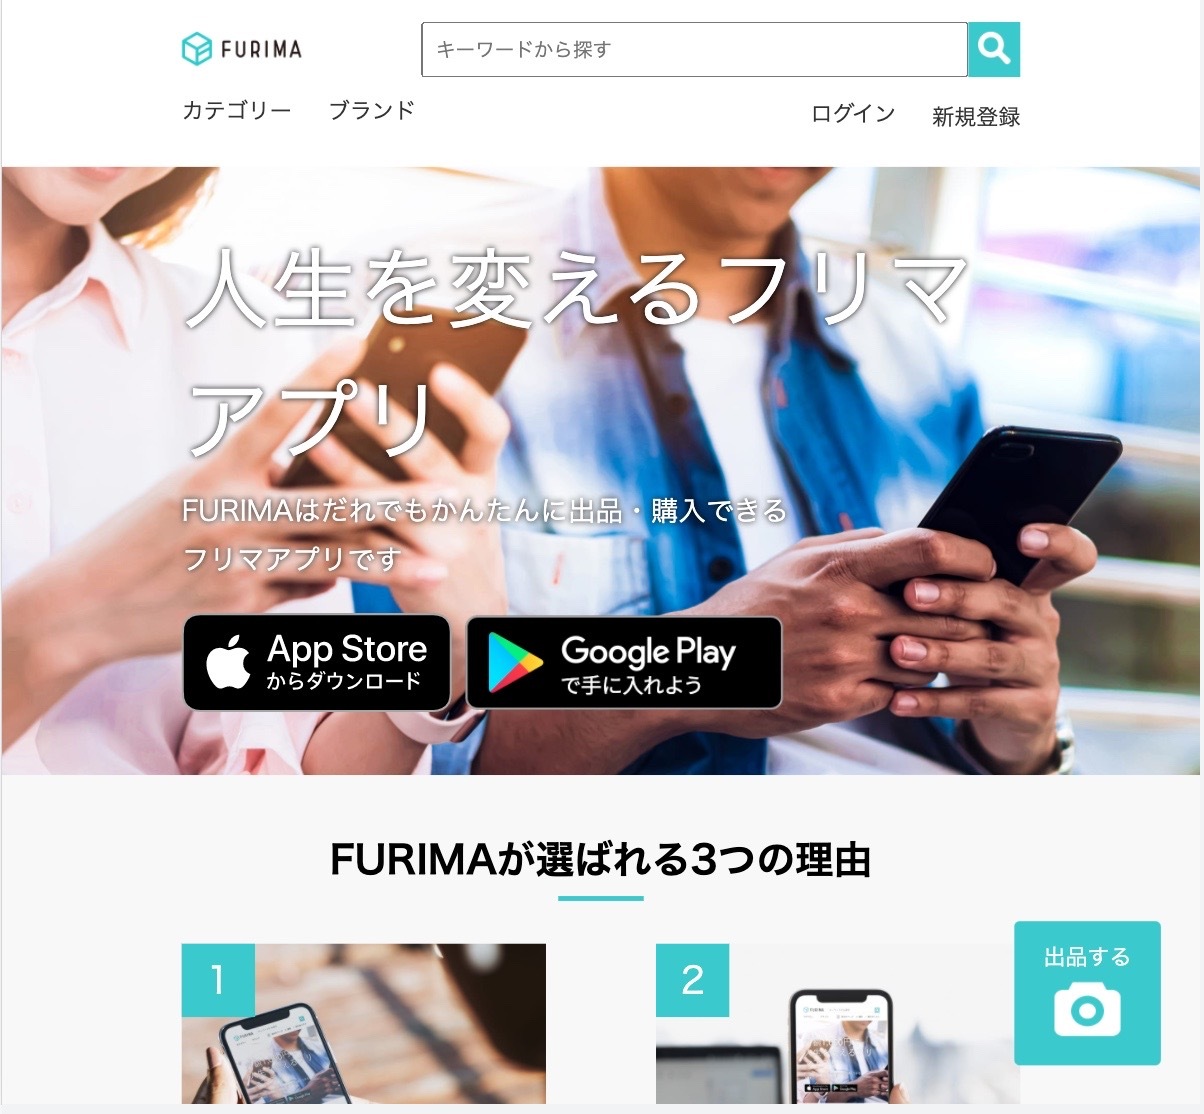 FURIMA
キーワードから探す
カテゴリー ブランド
ログイン 新規登録
人生を変えるフリマ
アプリ
FURIMAはだれでもかんたんに出品・購入できる
フリマアプリです
App Store
からダウンロード
Google Play
で手に入れよう
FURIMAが選ばれる3つの理由
1
2
出品する